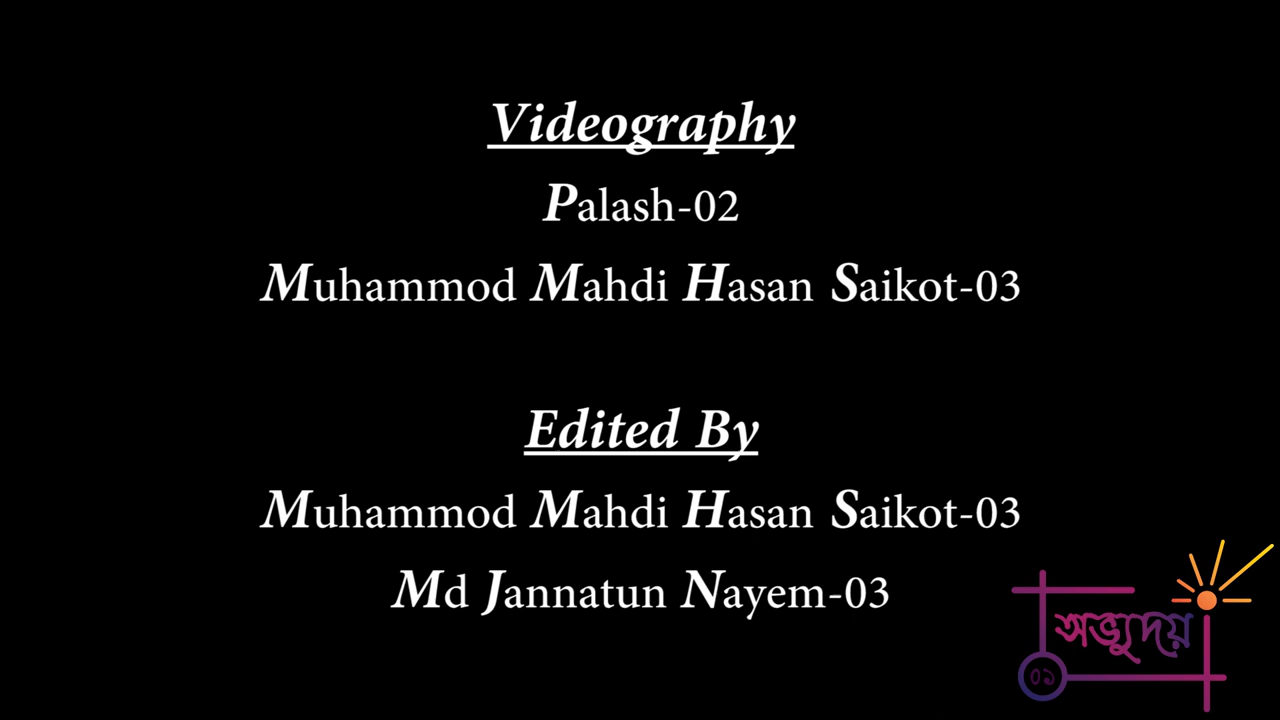 Videography
Palash-02
Muhammod Mahdi Hasan Saikot-03
Edited By
Muhammod Mahdi Hasan Saikot-03
Md Jannatun Nayem-03
অভ্যুদয়
০১